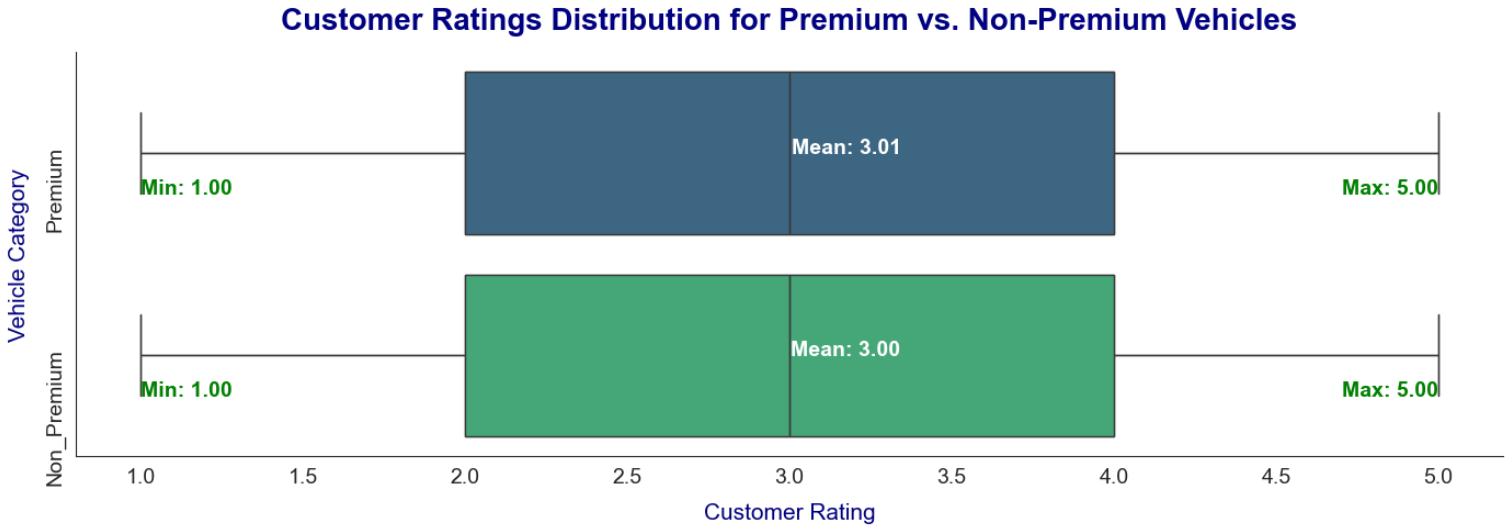 Customer Ratings Distribution for Premium vs. Non-Premium Vehicles
Vehicle Category
Premium
Mean: 3.01
Min: 1.00
Max: 5.00
Non_Premium
Mean: 3.00
Min: 1.00
Max: 5.00
1.0 1.5 2.0 2.5 3.0 3.5 4.0 4.5 5.0
Customer Rating